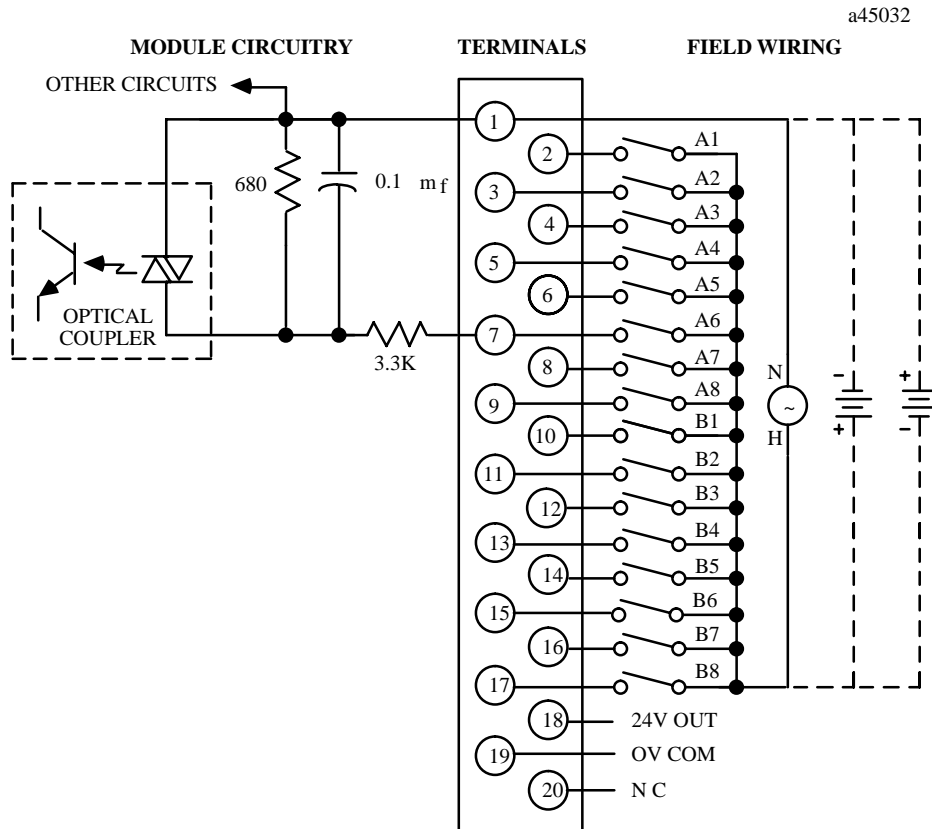 a45032
MODULE CIRCUITRY
TERMINALS
FIELD WIRING
OTHER CIRCUITS
680
0.1 mf
OPTICAL
COUPLER
3.3K
1
2
A1
3
A2
4
A3
5
A4
6
A5
7
A6
8
A7
9
A8
10
B1
11
B2
12
B3
13
B4
14
B5
15
B6
16
B7
17
B8
18
24V OUT
19
OV COM
20
N C
N
~
H
-
+
+
-